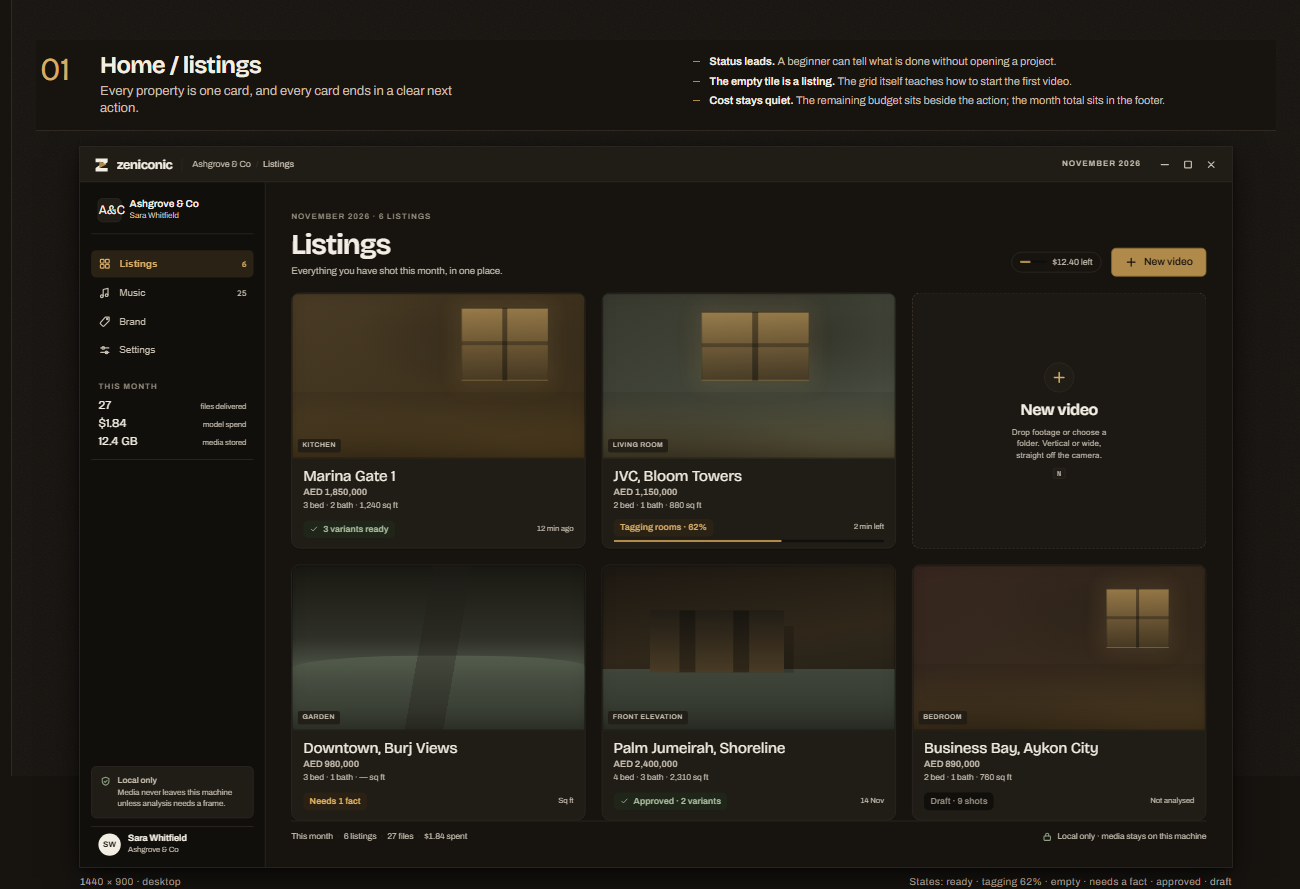 01
Home / listings
Every property is one card, and every card ends in a clear next
action.
— Status leads. A beginner can tell what is done without opening a project.
— The empty tile is a listing. The grid itself teaches how to start the first video.
— Cost stays quiet. The remaining budget sits beside the action; the month total sits in the footer.
zeniconic
Ashgrove & Co / Listings
NOVEMBER 2026
A&C
Ashgrove & Co
Sara Whitfield
Listings 6
Music 25
Brand
Settings
THIS MONTH
27 files delivered
$1.84 model spend
12.4 GB media stored
Local only
Media never leaves this machine
unless analysis needs a frame.
SW
Sara Whitfield
Ashgrove & Co
NOVEMBER 2026 · 6 LISTINGS
Listings
Everything you have shot this month, in one place.
$12.40 left
New video
KITCHEN
Marina Gate 1
AED 1,850,000
3 bed · 2 bath · 1,240 sq ft
3 variants ready
12 min ago
LIVING ROOM
JVC, Bloom Towers
AED 1,150,000
2 bed · 1 bath · 880 sq ft
Tagging rooms · 62%
2 min left
New video
Drop footage or choose a
folder. Vertical or wide,
straight off the camera.
N
GARDEN
Downtown, Burj Views
AED 980,000
3 bed · 1 bath · — sq ft
Needs 1 fact
Sq ft
FRONT ELEVATION
Palm Jumeirah, Shoreline
AED 2,400,000
4 bed · 3 bath · 2,310 sq ft
Approved · 2 variants
14 Nov
BEDROOM
Business Bay, Aykon City
AED 890,000
2 bed · 1 bath · 760 sq ft
Draft · 9 shots
Not analysed
This month 6 listings 27 files $1.84 spent
Local only · media stays on this machine
1440 × 900 · desktop
States: ready · tagging 62% · empty · needs a fact · approved · draft